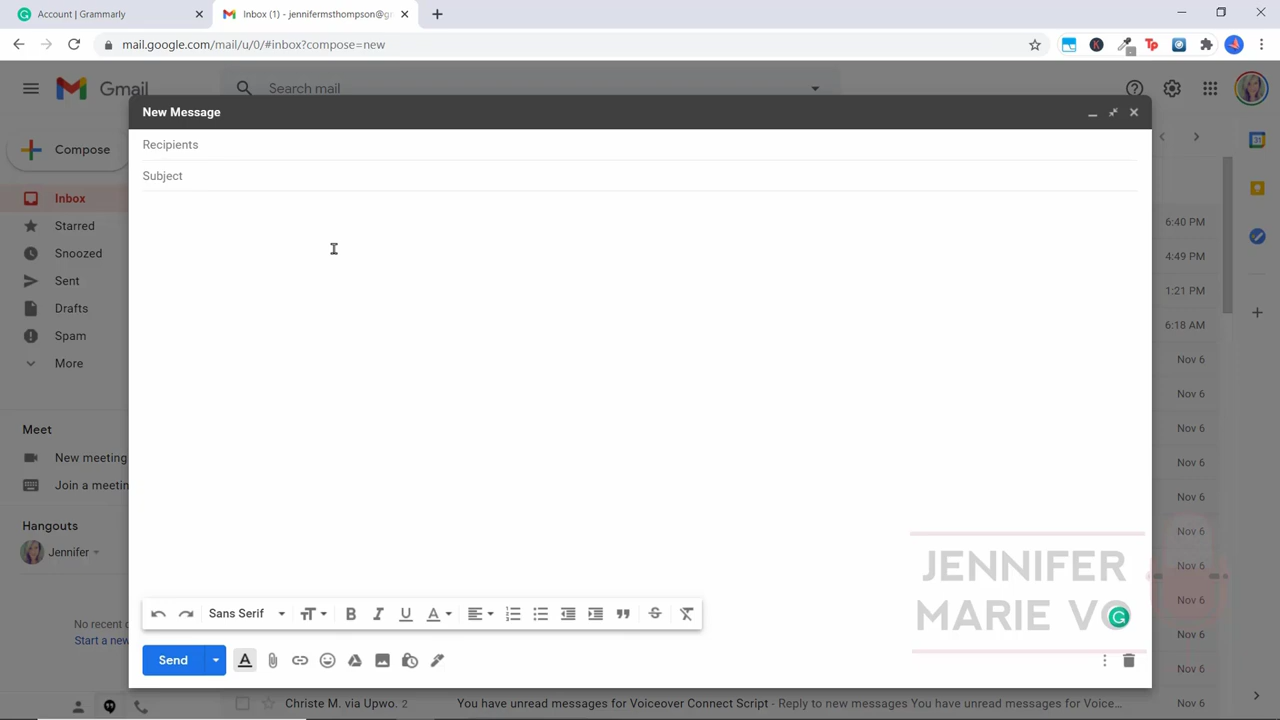 Account | Grammarly
Inbox (1) - jennifermsthompson@g
mail.google.com/mail/u/0/#inbox?compose=new
Gmail
Search mail
New Message
Recipients
Subject
Compose
Inbox
Starred
Snoozed
Sent
Drafts
Spam
More
Meet
New meeting
Join a meetin
Hangouts
Jennifer
No recent c
Start a new
6:40 PM
4:49 PM
1:21 PM
6:18 AM
Nov 6
Nov 6
Nov 6
Nov 6
Nov 6
Nov 6
Nov 6
Nov 6
Nov 6
Nov 6
Nov 6
JENNIFER
MARIE VO
Sans Serif
Send
Christe M. via Upwo. 2
You have unread messages for Voiceover Connect Script - Reply to new messages You have unread messages for Voice...